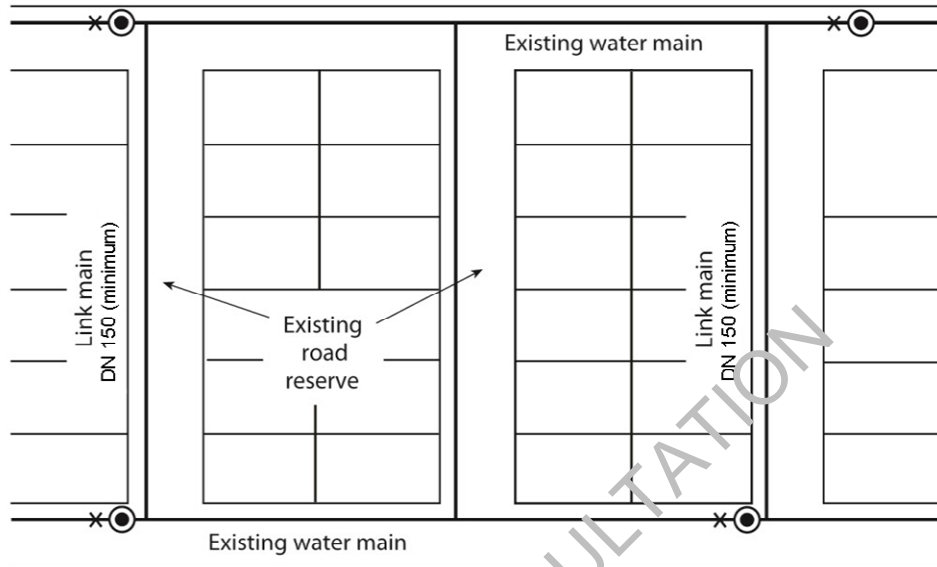 Existing water main
Link main
DN 150 (minimum)
Existing
road
reserve
Link main
DN 150 (minimum)
Existing water main
ULTATION